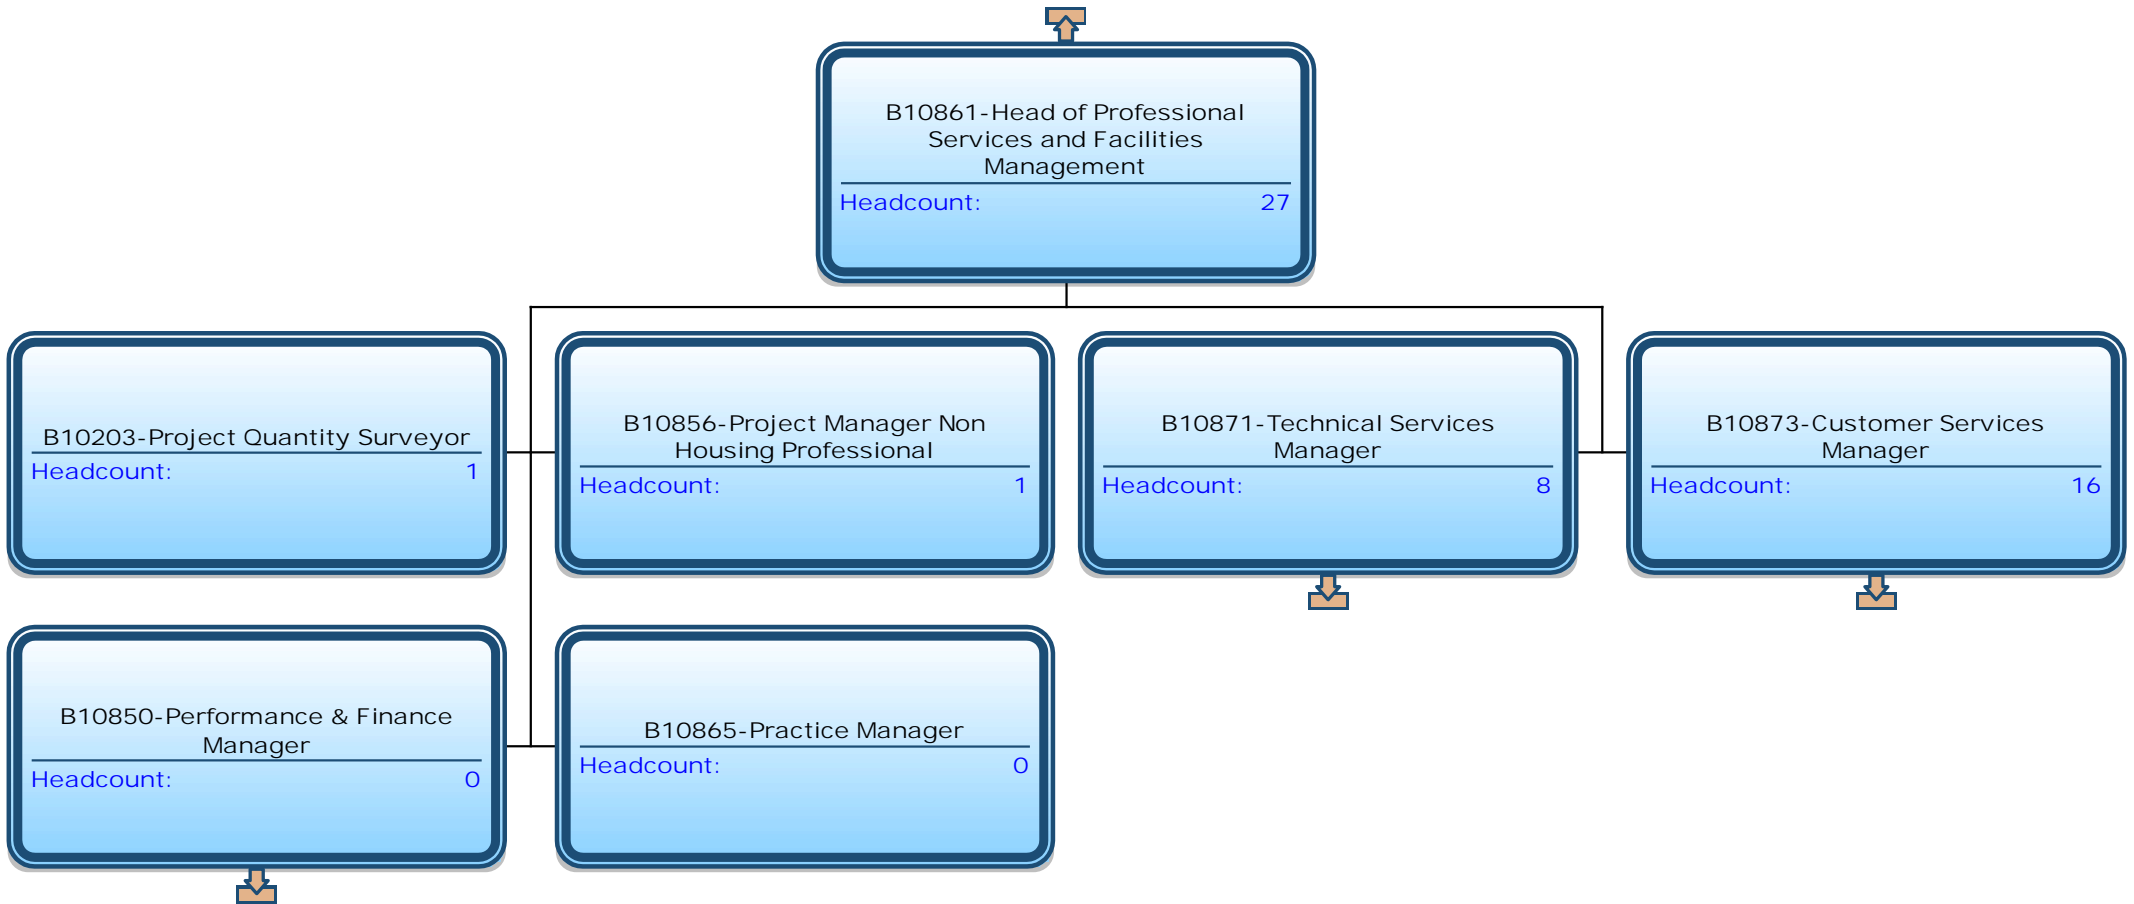 B10861-Head of Professional
Services and Facilities
Management
Headcount: 27
B10203-Project Quantity Surveyor
Headcount: 1
B10856-Project Manager Non
Housing Professional
Headcount: 1
B10871-Technical Services
Manager
Headcount: 8
B10873-Customer Services
Manager
Headcount: 16
B10850-Performance & Finance
Manager
Headcount: 0
B10865-Practice Manager
Headcount: 0